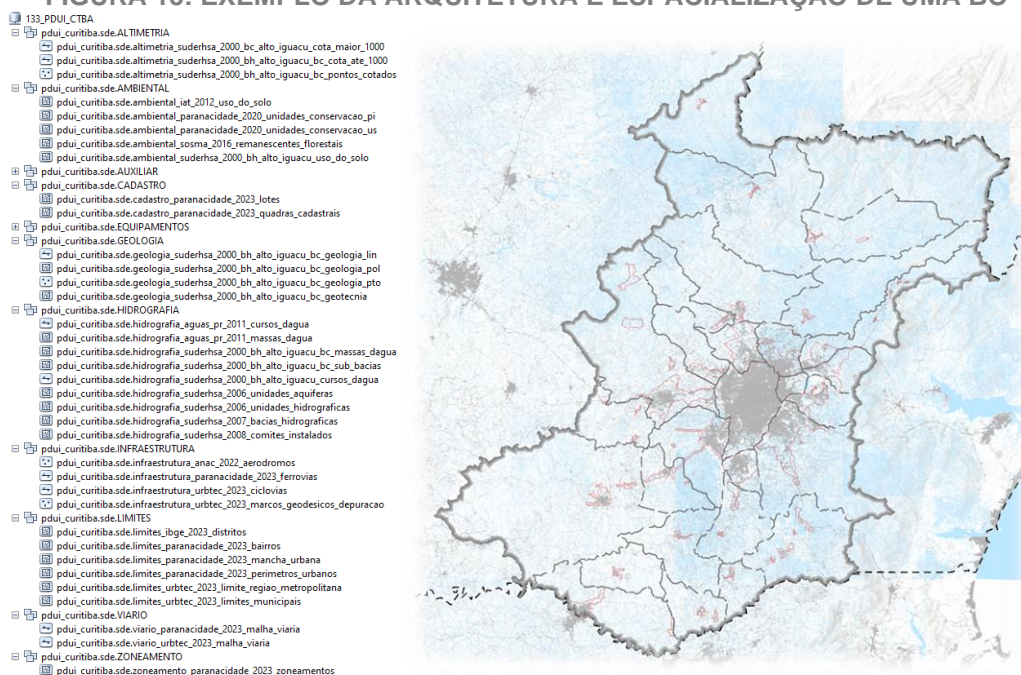 FIGURA 13: EXEMPLO DA ARQUITETURA E ESPACIALIZAÇÃO DE UMA BC
133_PDUI_CTBA
pdui_curitiba.sde.ALTIMETRIA
pdui_curitiba.sde.altimetria_suderhsa_2000_bc_alto_iguacu_cota_maior_1000
pdui_curitiba.sde.altimetria_suderhsa_2000_bh_alto_iguacu_bc_cota_ate_1000
pdui_curitiba.sde.altimetria_suderhsa_2000_bh_alto_iguacu_bc_pontos_cotados
pdui_curitiba.sde.AMBIENTAL
pdui_curitiba.sde.ambiental_iat_2012_uso_do_solo
pdui_curitiba.sde.ambiental_paranacidade_2020_unidades_conservacao_pi
pdui_curitiba.sde.ambiental_paranacidade_2020_unidades_conservacao_us
pdui_curitiba.sde.ambiental_sosma_2016_remanescentes_florestais
pdui_curitiba.sde.ambiental_suderhsa_2000_bh_alto_iguacu_uso_do_solo
pdui_curitiba.sde.AUXILIAR
pdui_curitiba.sde.CADASTRO
pdui_curitiba.sde.cadastro_paranacidade_2023_lotes
pdui_curitiba.sde.cadastro_paranacidade_2023_quadras_cadastrais
pdui_curitiba.sde.EQUIPAMENTOS
pdui_curitiba.sde.GEOLOGIA
pdui_curitiba.sde.geologia_suderhsa_2000_bh_alto_iguacu_bc_geologia_lin
pdui_curitiba.sde.geologia_suderhsa_2000_bh_alto_iguacu_bc_geologia_pol
pdui_curitiba.sde.geologia_suderhsa_2000_bh_alto_iguacu_bc_geologia_pto
pdui_curitiba.sde.geologia_suderhsa_2000_bh_alto_iguacu_bc_geotecnia
pdui_curitiba.sde.HIDROGRAFIA
pdui_curitiba.sde.hidrografia_aguas_pr_2011_cursos_dagua
pdui_curitiba.sde.hidrografia_aguas_pr_2011_massas_dagua
pdui_curitiba.sde.hidrografia_suderhsa_2000_bh_alto_iguacu_bc_massas_dagua
pdui_curitiba.sde.hidrografia_suderhsa_2000_bh_alto_iguacu_bc_sub_bacias
pdui_curitiba.sde.hidrografia_suderhsa_2000_bh_alto_iguacu_cursos_dagua
pdui_curitiba.sde.hidrografia_suderhsa_2006_unidades_aquiferas
pdui_curitiba.sde.hidrografia_suderhsa_2006_unidades_hidrograficas
pdui_curitiba.sde.hidrografia_suderhsa_2007_bacias_hidrograficas
pdui_curitiba.sde.hidrografia_suderhsa_2008_comites_instalados
pdui_curitiba.sde.INFRAESTRUTURA
pdui_curitiba.sde.infraestrutura_anac_2022_aerodromos
pdui_curitiba.sde.infraestrutura_paranacidade_2023_ferrovias
pdui_curitiba.sde.infraestrutura_urbtec_2023_ciclovias
pdui_curitiba.sde.infraestrutura_urbtec_2023_marcos_geodesicos_depuracao
pdui_curitiba.sde.LIMITES
pdui_curitiba.sde.limites_ibge_2023_distritos
pdui_curitiba.sde.limites_paranacidade_2023_bairros
pdui_curitiba.sde.limites_paranacidade_2023_mancha_urbana
pdui_curitiba.sde.limites_paranacidade_2023_perimetros_urbanos
pdui_curitiba.sde.limites_urbtec_2023_limite_regiao_metropolitana
pdui_curitiba.sde.limites_urbtec_2023_limites_municipais
pdui_curitiba.sde.VIARIO
pdui_curitiba.sde.viario_paranacidade_2023_malha_viaria
pdui_curitiba.sde.viario_urbtec_2023_malha_viaria
pdui_curitiba.sde.ZONEAMENTO
pdui_curitiba.sde.zoneamento_paranacidade_2023_zoneamentos